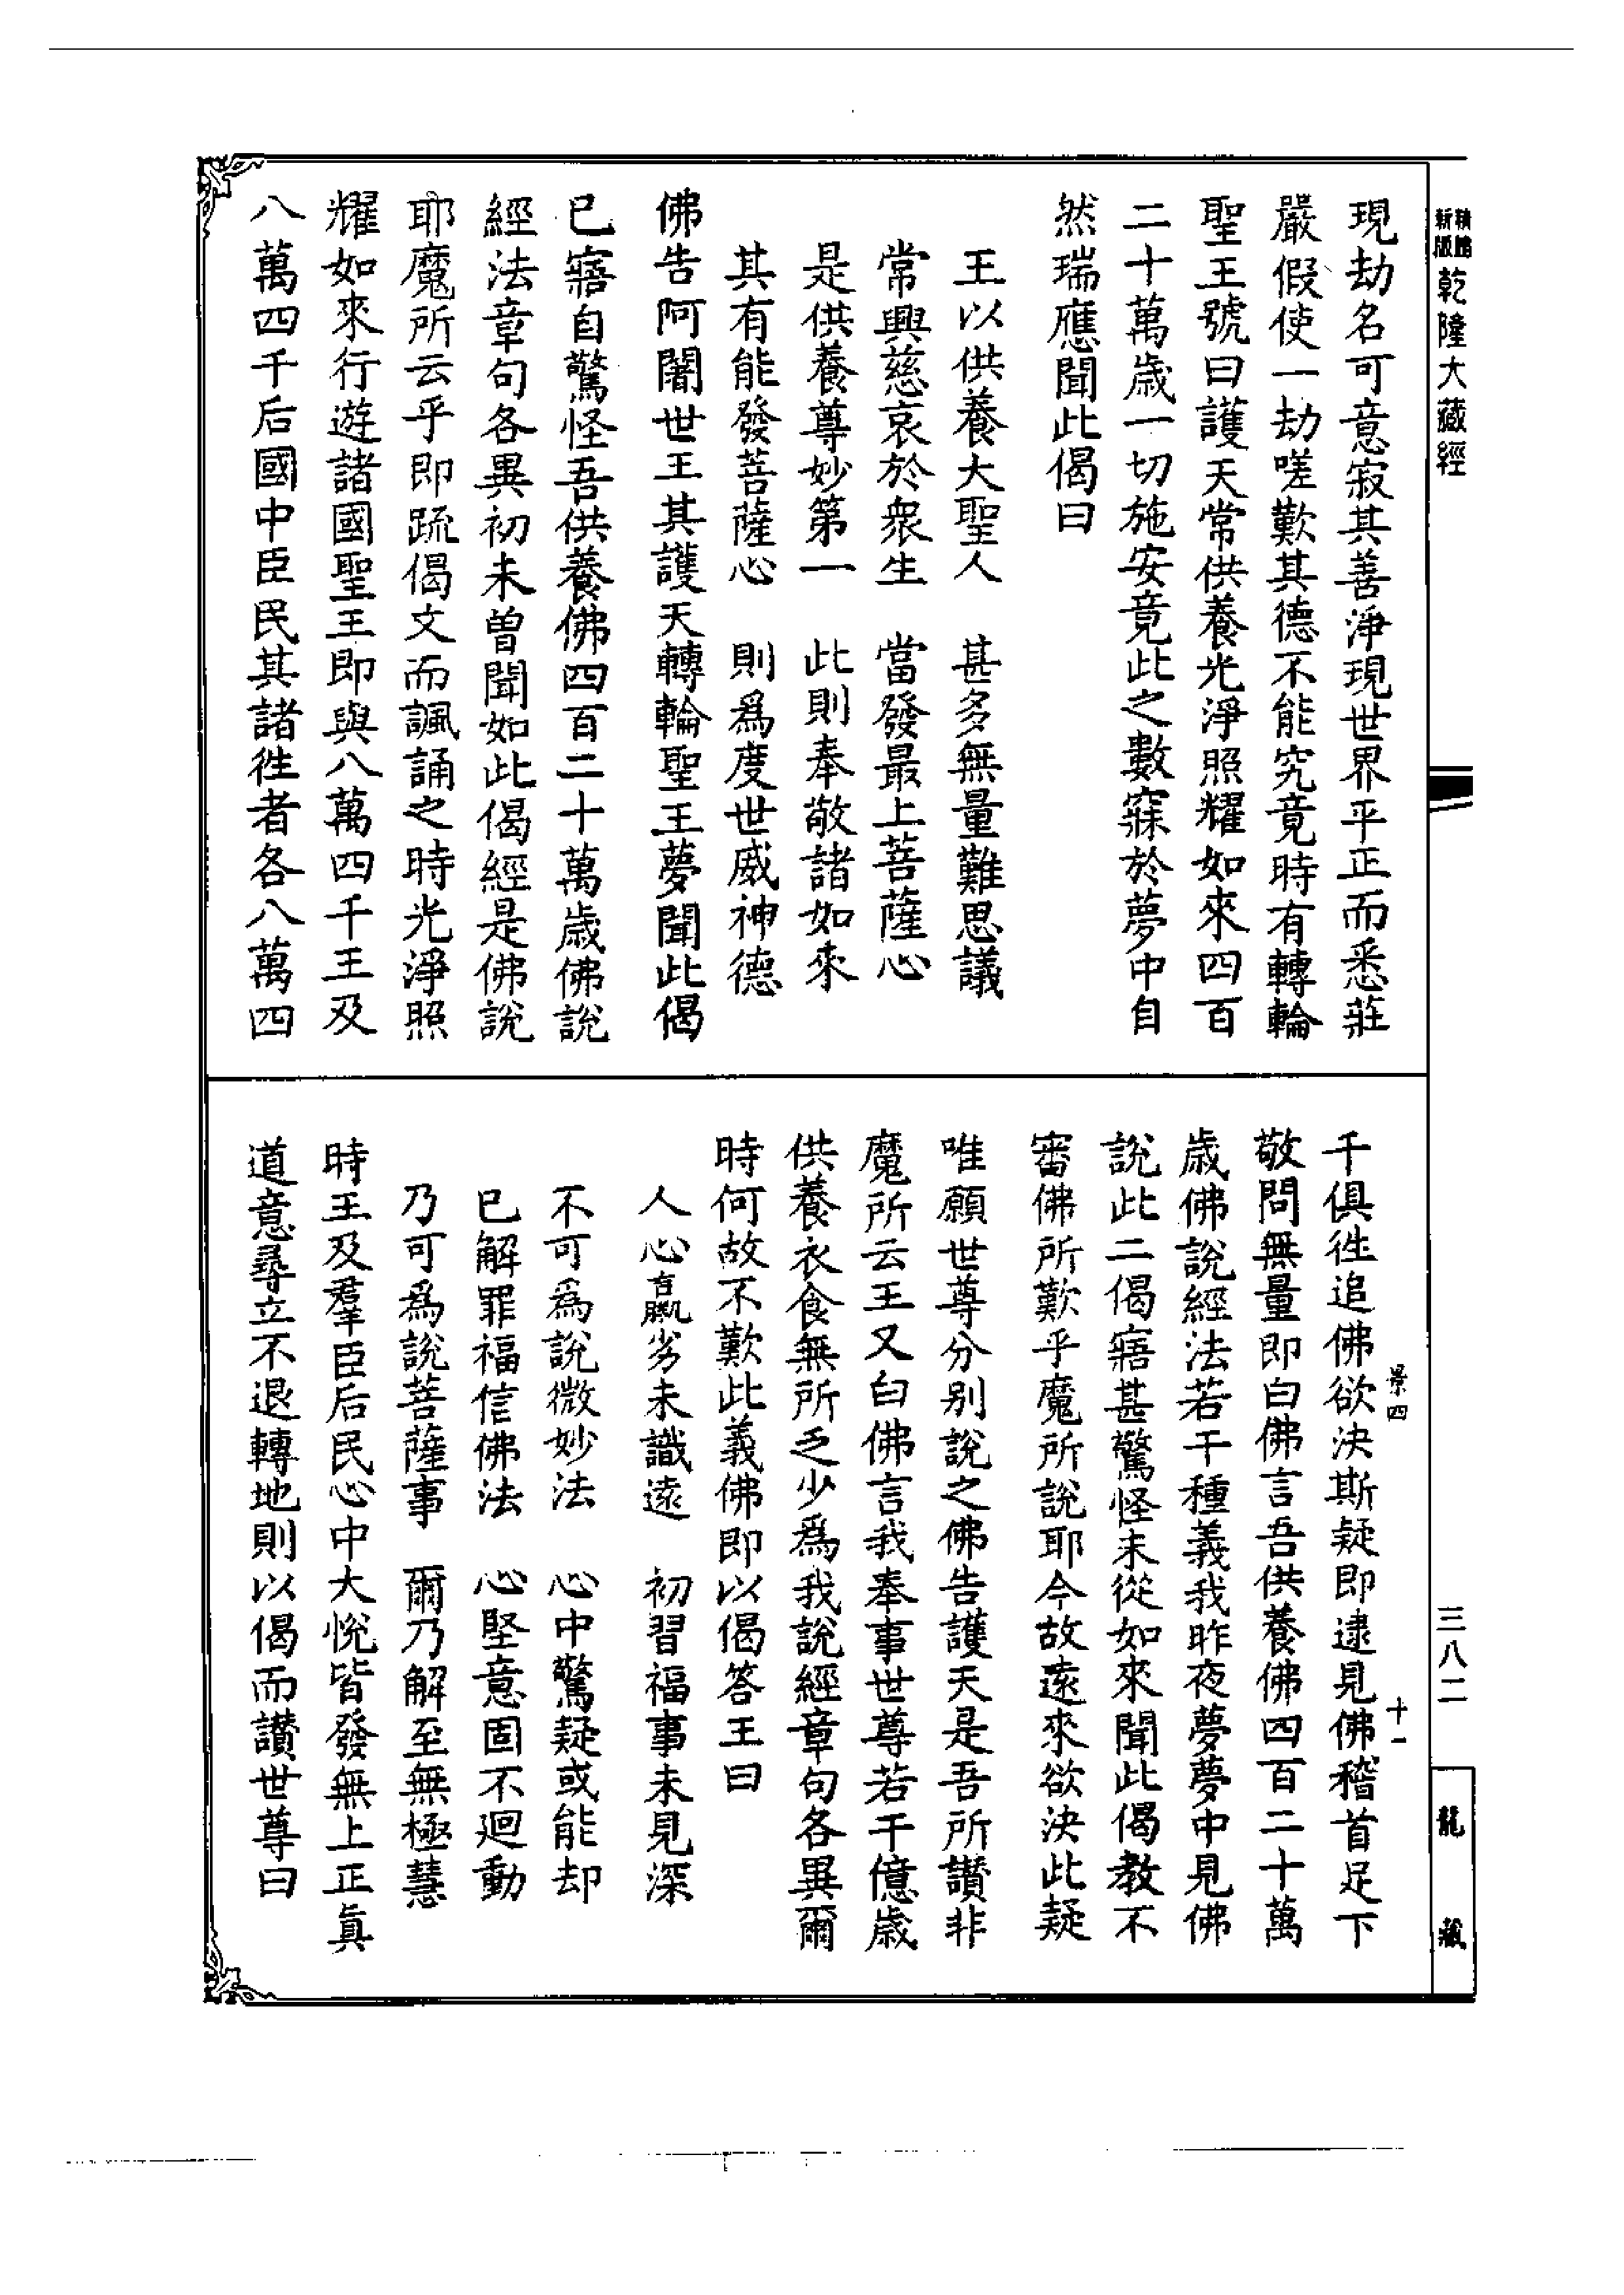 新版
精縮
乾隆大藏經
現劫名可意寂其善淨現世界平正而悉莊
嚴假使一劫嗟歎其德不能究竟時有轉輪
聖王號曰護天常供養光淨照耀如來四百
二十萬歲一切施安竟此之數寐於夢中自
然瑞應聞此偈曰
王以供養大聖人　甚多無量難思議
常興慈哀於衆生　當發最上菩薩心
是供養尊妙第一　此則奉敬諸如來
其有能發菩薩心　則爲度世威神德
佛告阿闍世王其護天轉輪聖王夢聞此偈
已寤自驚怪吾供養佛四百二十萬歲佛說
經法章句各異初未曾聞如此偈經是佛說
耶魔所云乎即疏偈文而諷誦之時光淨照
耀如來行遊諸國聖王即與八萬四千王及
八萬四千后國中臣民其諸徃者各八萬四
千俱徃追佛欲決斯疑即逮見佛稽首足下
敬問無量即白佛言吾供養佛四百二十萬
歲佛說經法若干種義我昨夜夢夢中見佛
說此二偈寤甚驚怪未從如來聞此偈教不
審佛所歎乎魔所說耶今故遠來欲決此疑
唯願世尊分别說之佛告護天是吾所讚非
魔所云王又白佛言我奉事世尊若干億歲
供養衣食無所乏少爲我說經章句各異爾
時何故不歎此義佛即以偈答王曰
人心羸劣未識遠　初習福事未見深
不可爲說微妙法　心中驚疑或能却
已解罪福信佛法　心堅意固不迴動
乃可爲說菩薩事　爾乃解至無極慧
時王及羣臣后民心中大悅皆發無上正眞
道意尋立不退轉地則以偈而讚世尊曰
景四
十一
三八二
龍藏